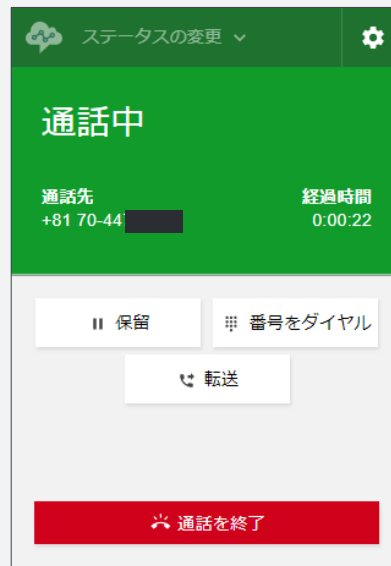 ステータスの変更
通話中
通話先 経過時間
+81 70-44 0:00:22
保留 番号をダイヤル
転送
通話を終了